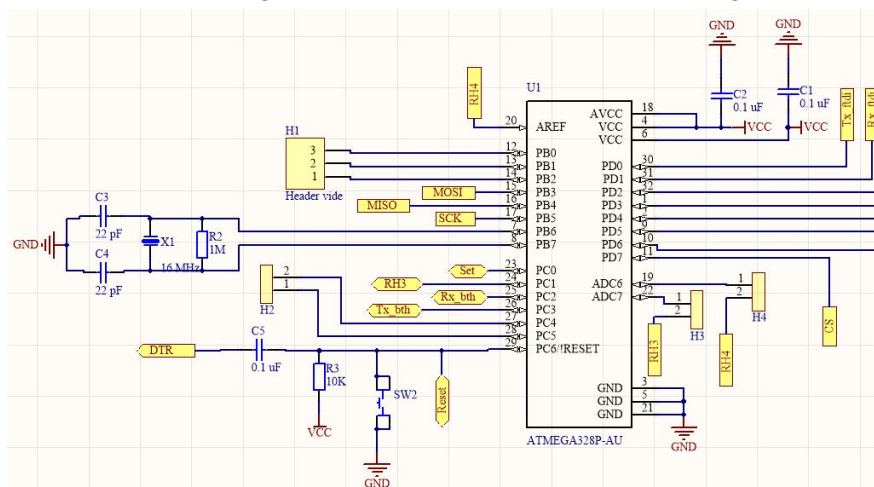 GND
GND
U1
C2
0.1 uF
C1
0.1 uF
VCC
VCC
RH4
20
AREF
AVCC
18
VCC
4
VCC
6
Tx_ftdi
Rx_ftdi
H1
3
2
1
Header vide
12
PB0
13
PB1
14
PB2
MOSI
15
PB3
MISO
16
PB4
SCK
17
PB5
7
PB6
8
PB7
PD0
30
PD1
31
PD2
32
PD3
1
PD4
2
PD5
9
PD6
10
PD7
11
C3
22 pF
GND
X1
R2
1M
C4
22 pF
16 MHz
Set
23
PC0
RH3
24
PC1
Rx_bth
25
PC2
Tx_bth
26
PC3
27
PC4
28
PC5
29
PC6/!RESET
2
1
H2
ADC6
19
ADC7
22
1
2
H4
1
2
H3
RH3
RH4
CS
DTR
C5
0.1 uF
R3
10K
VCC
SW2
Reset
GND
GND
3
GND
5
GND
21
GND
ATMEGA328P-AU